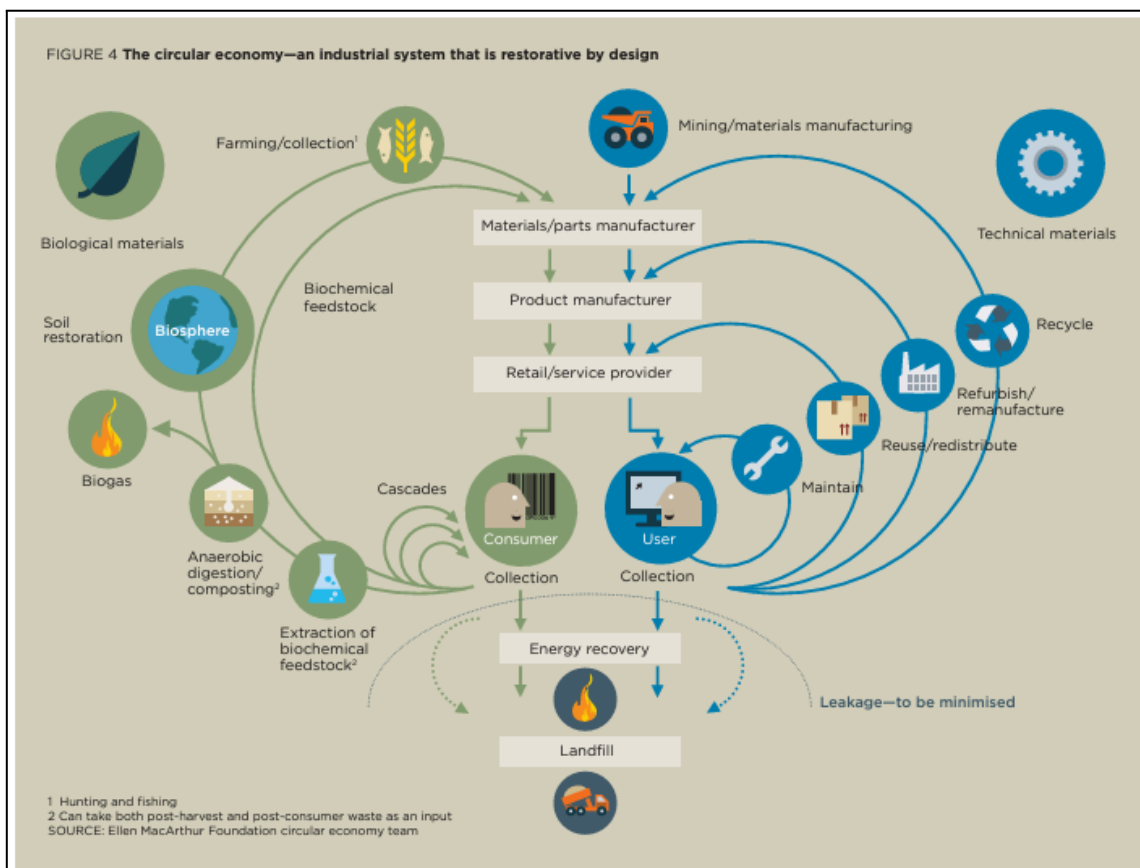 FIGURE 4 The circular economy—an industrial system that is restorative by design
Farming/collection¹
Mining/materials manufacturing
Biological materials
Materials/parts manufacturer
Technical materials
Biochemical
feedstock
Product manufacturer
Soil
restoration
Biosphere
Recycle
Retail/service provider
Refurbish/
remanufacture
Reuse/redistribute
Biogas
Cascades
Maintain
Consumer
User
Anaerobic
digestion/
composting²
Collection
Collection
Extraction of
biochemical
feedstock²
Energy recovery
Leakage—to be minimised
Landfill
1 Hunting and fishing
2 Can take both post-harvest and post-consumer waste as an input
SOURCE: Ellen MacArthur Foundation circular economy team